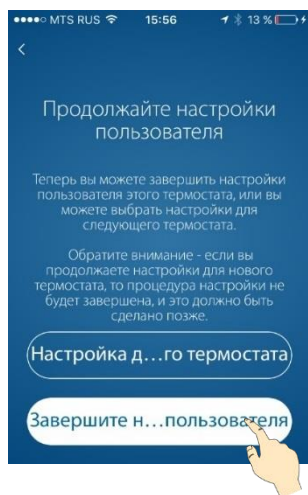 MTS RUS 15:56 13 %
Продолжайте настройки
пользователя
Теперь вы можете завершить настройки
пользователя этого термостата, или вы
можете выбрать настройки для
следующего термостата.
Обратите внимание - если вы
продолжаете настройки для нового
термостата, то процедура настройки не
будет завершена, и это должно быть
сделано позже.
Настройка д...го термостата
Завершите н...пользователя